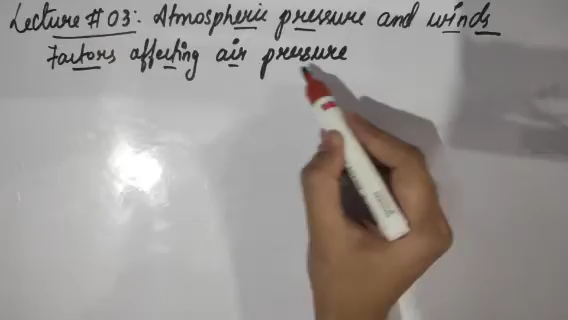 Lecture # 03: Atmospheric pressure and winds
Factors affecting air pressure